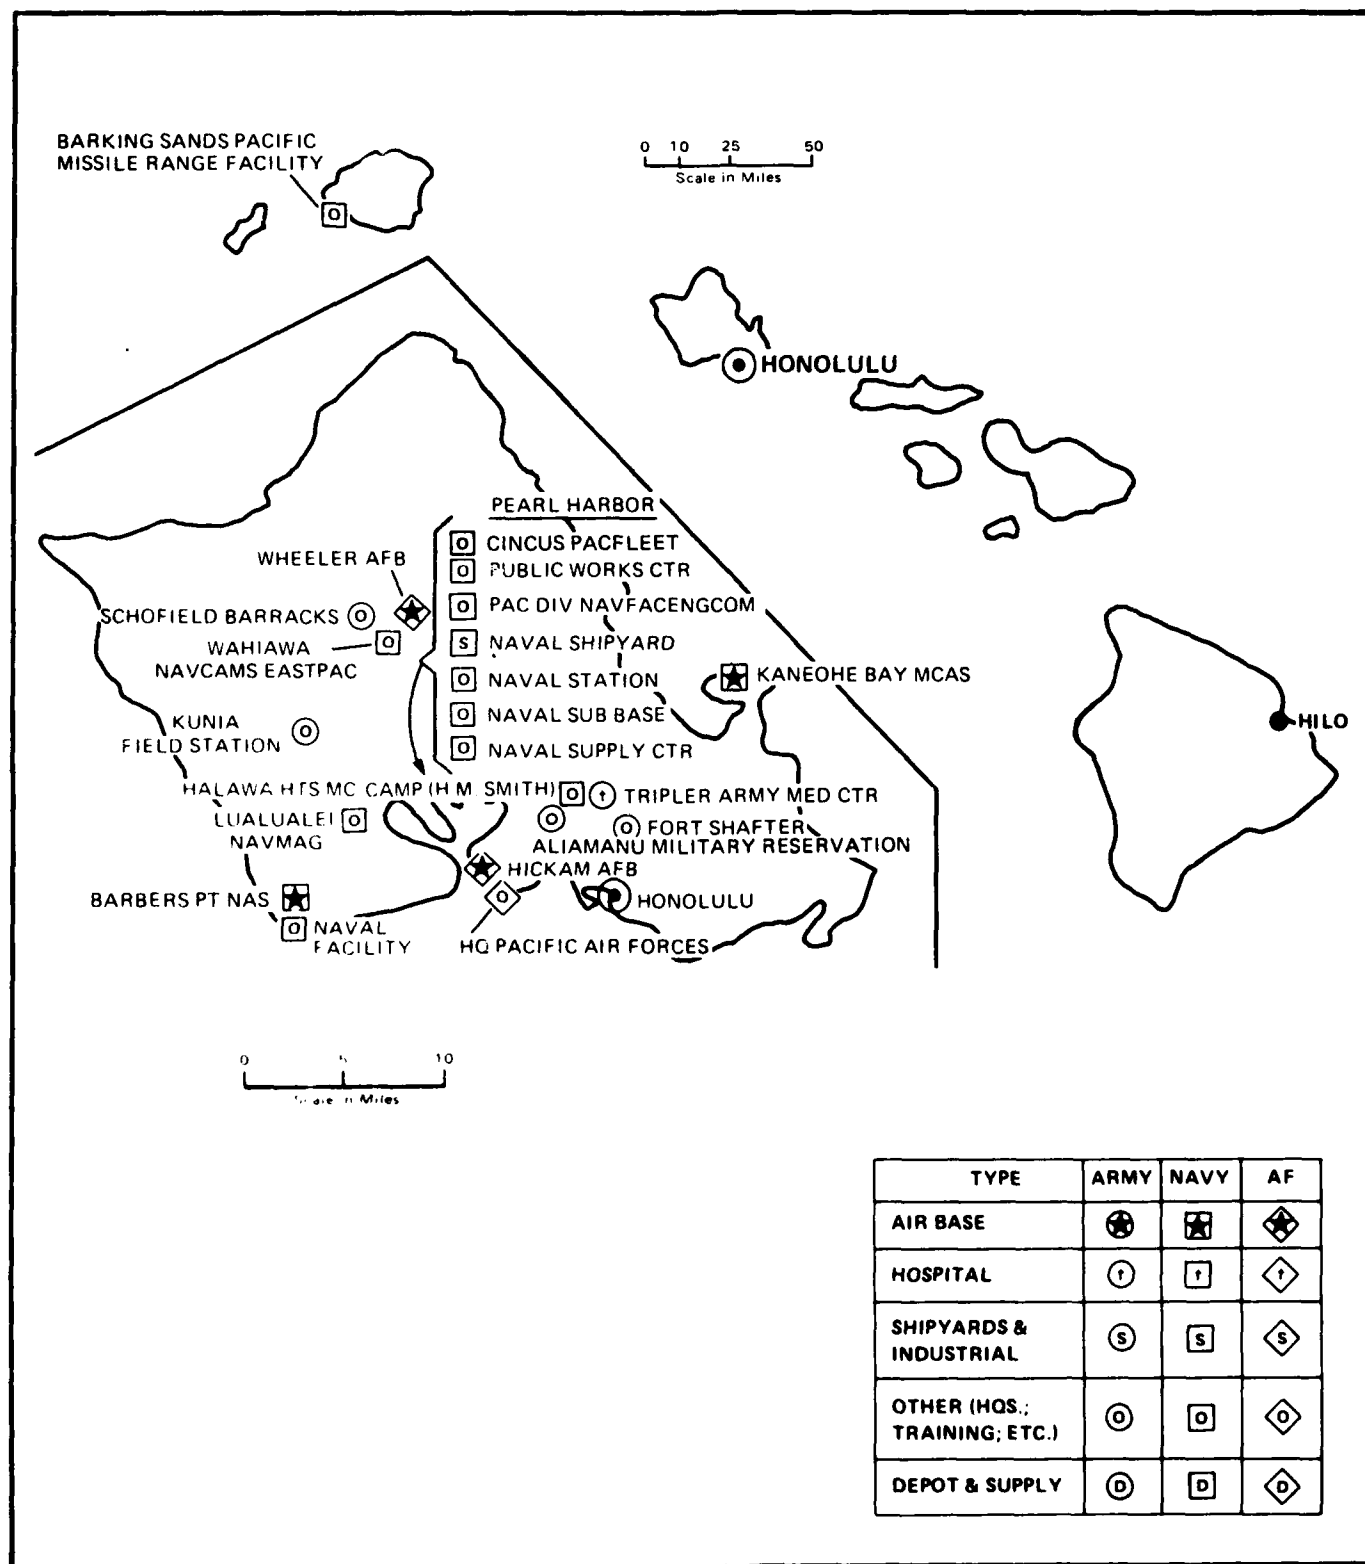 BARKING SANDS PACIFIC
MISSILE RANGE FACILITY
O
0 10 25 50
Scale in Miles
HONOLULU
PEARL HARBOR
O CINCUS PACFLEET
O PUBLIC WORKS CTR
O PAC DIV NAVFACENGCOM
S NAVAL SHIPYARD
O NAVAL STATION
O NAVAL SUB BASE
O NAVAL SUPPLY CTR
WHEELER AFB
SCHOFIELD BARRACKS O
WAHIAWA O
NAVCAMS EASTPAC
KANEOHE BAY MCAS
KUNIA
FIELD STATION O
HILO
HALAWA HTS MC CAMP (H.M. SMITH) O
t TRIPLER ARMY MED CTR
LUALUALEI O
NAVMAG
O FORT SHAFTER
O
ALIAMANU MILITARY RESERVATION
HICKAM AFB
BARBERS PT NAS
O
HONOLULU
O NAVAL
FACILITY
HQ PACIFIC AIR FORCES
0 5 10
Scale in Miles
TYPE ARMY NAVY AF
AIR BASE
HOSPITAL t t t
SHIPYARDS &
INDUSTRIAL S S S
OTHER (HQS.;
TRAINING; ETC.) O O O
DEPOT & SUPPLY D D D